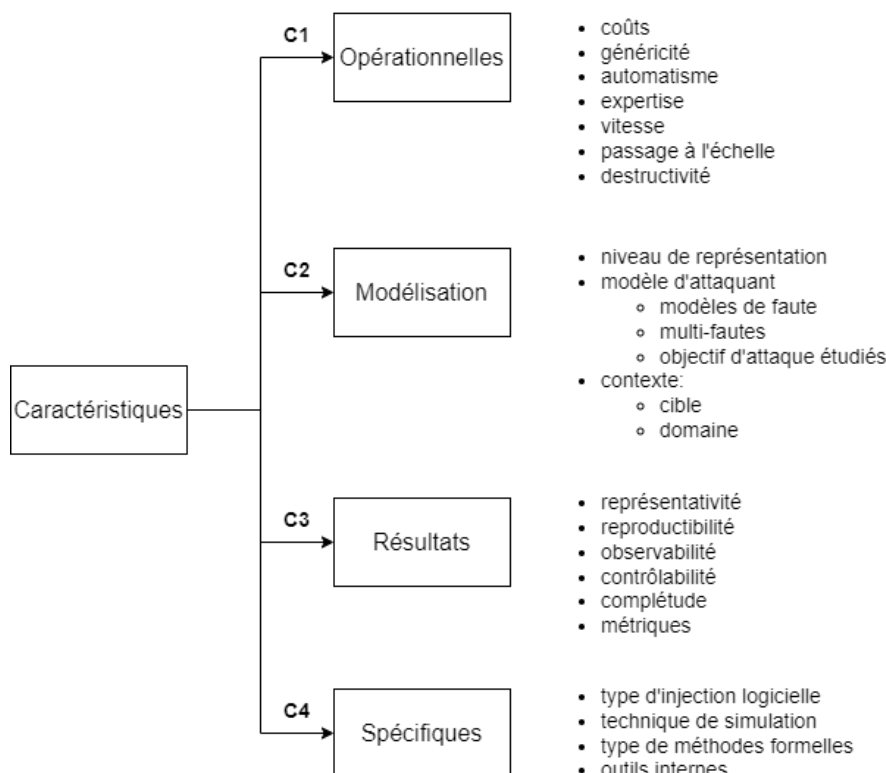 C1
Opérationnelles
coûts
généricité
automatisme
expertise
vitesse
passage à l'échelle
destructivité
C2
Modélisation
niveau de représentation
modèle d'attaquant
modèles de faute
multi-fautes
objectif d'attaque étudiés
contexte:
cible
domaine
Caractéristiques
C3
Résultats
représentativité
reproductibilité
observabilité
contrôlabilité
complétude
métriques
C4
Spécifiques
type d'injection logicielle
technique de simulation
type de méthodes formelles
outils internes